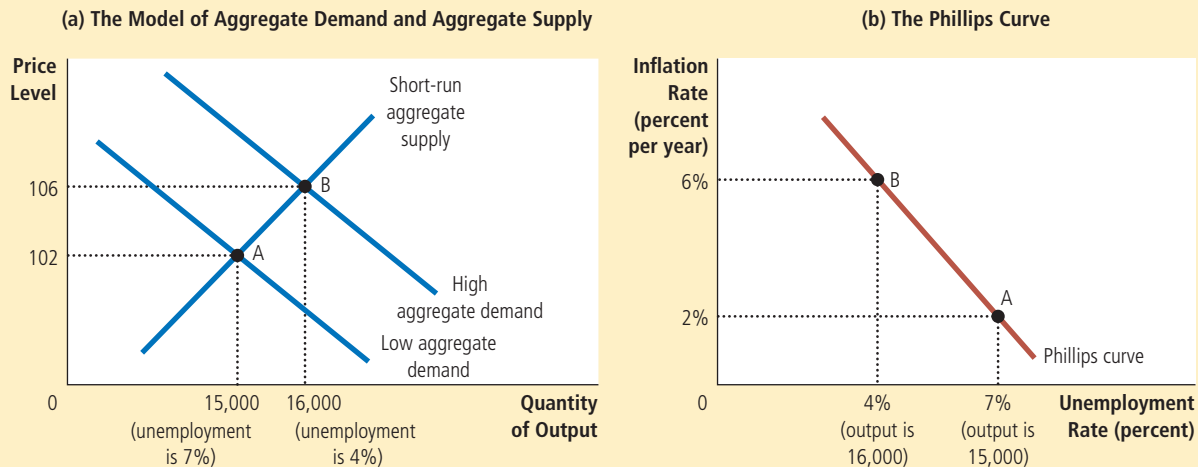 (a) The Model of Aggregate Demand and Aggregate Supply
Price
Level
Short-run
aggregate
supply
106
B
102
A
High
aggregate demand
Low aggregate
demand
0
15,000
16,000
Quantity
of Output
(unemployment
is 7%)
(unemployment
is 4%)
(b) The Phillips Curve
Inflation
Rate
(percent
per year)
6%
B
A
2%
Phillips curve
0
4%
7%
Unemployment
Rate (percent)
(output is
16,000)
(output is
15,000)